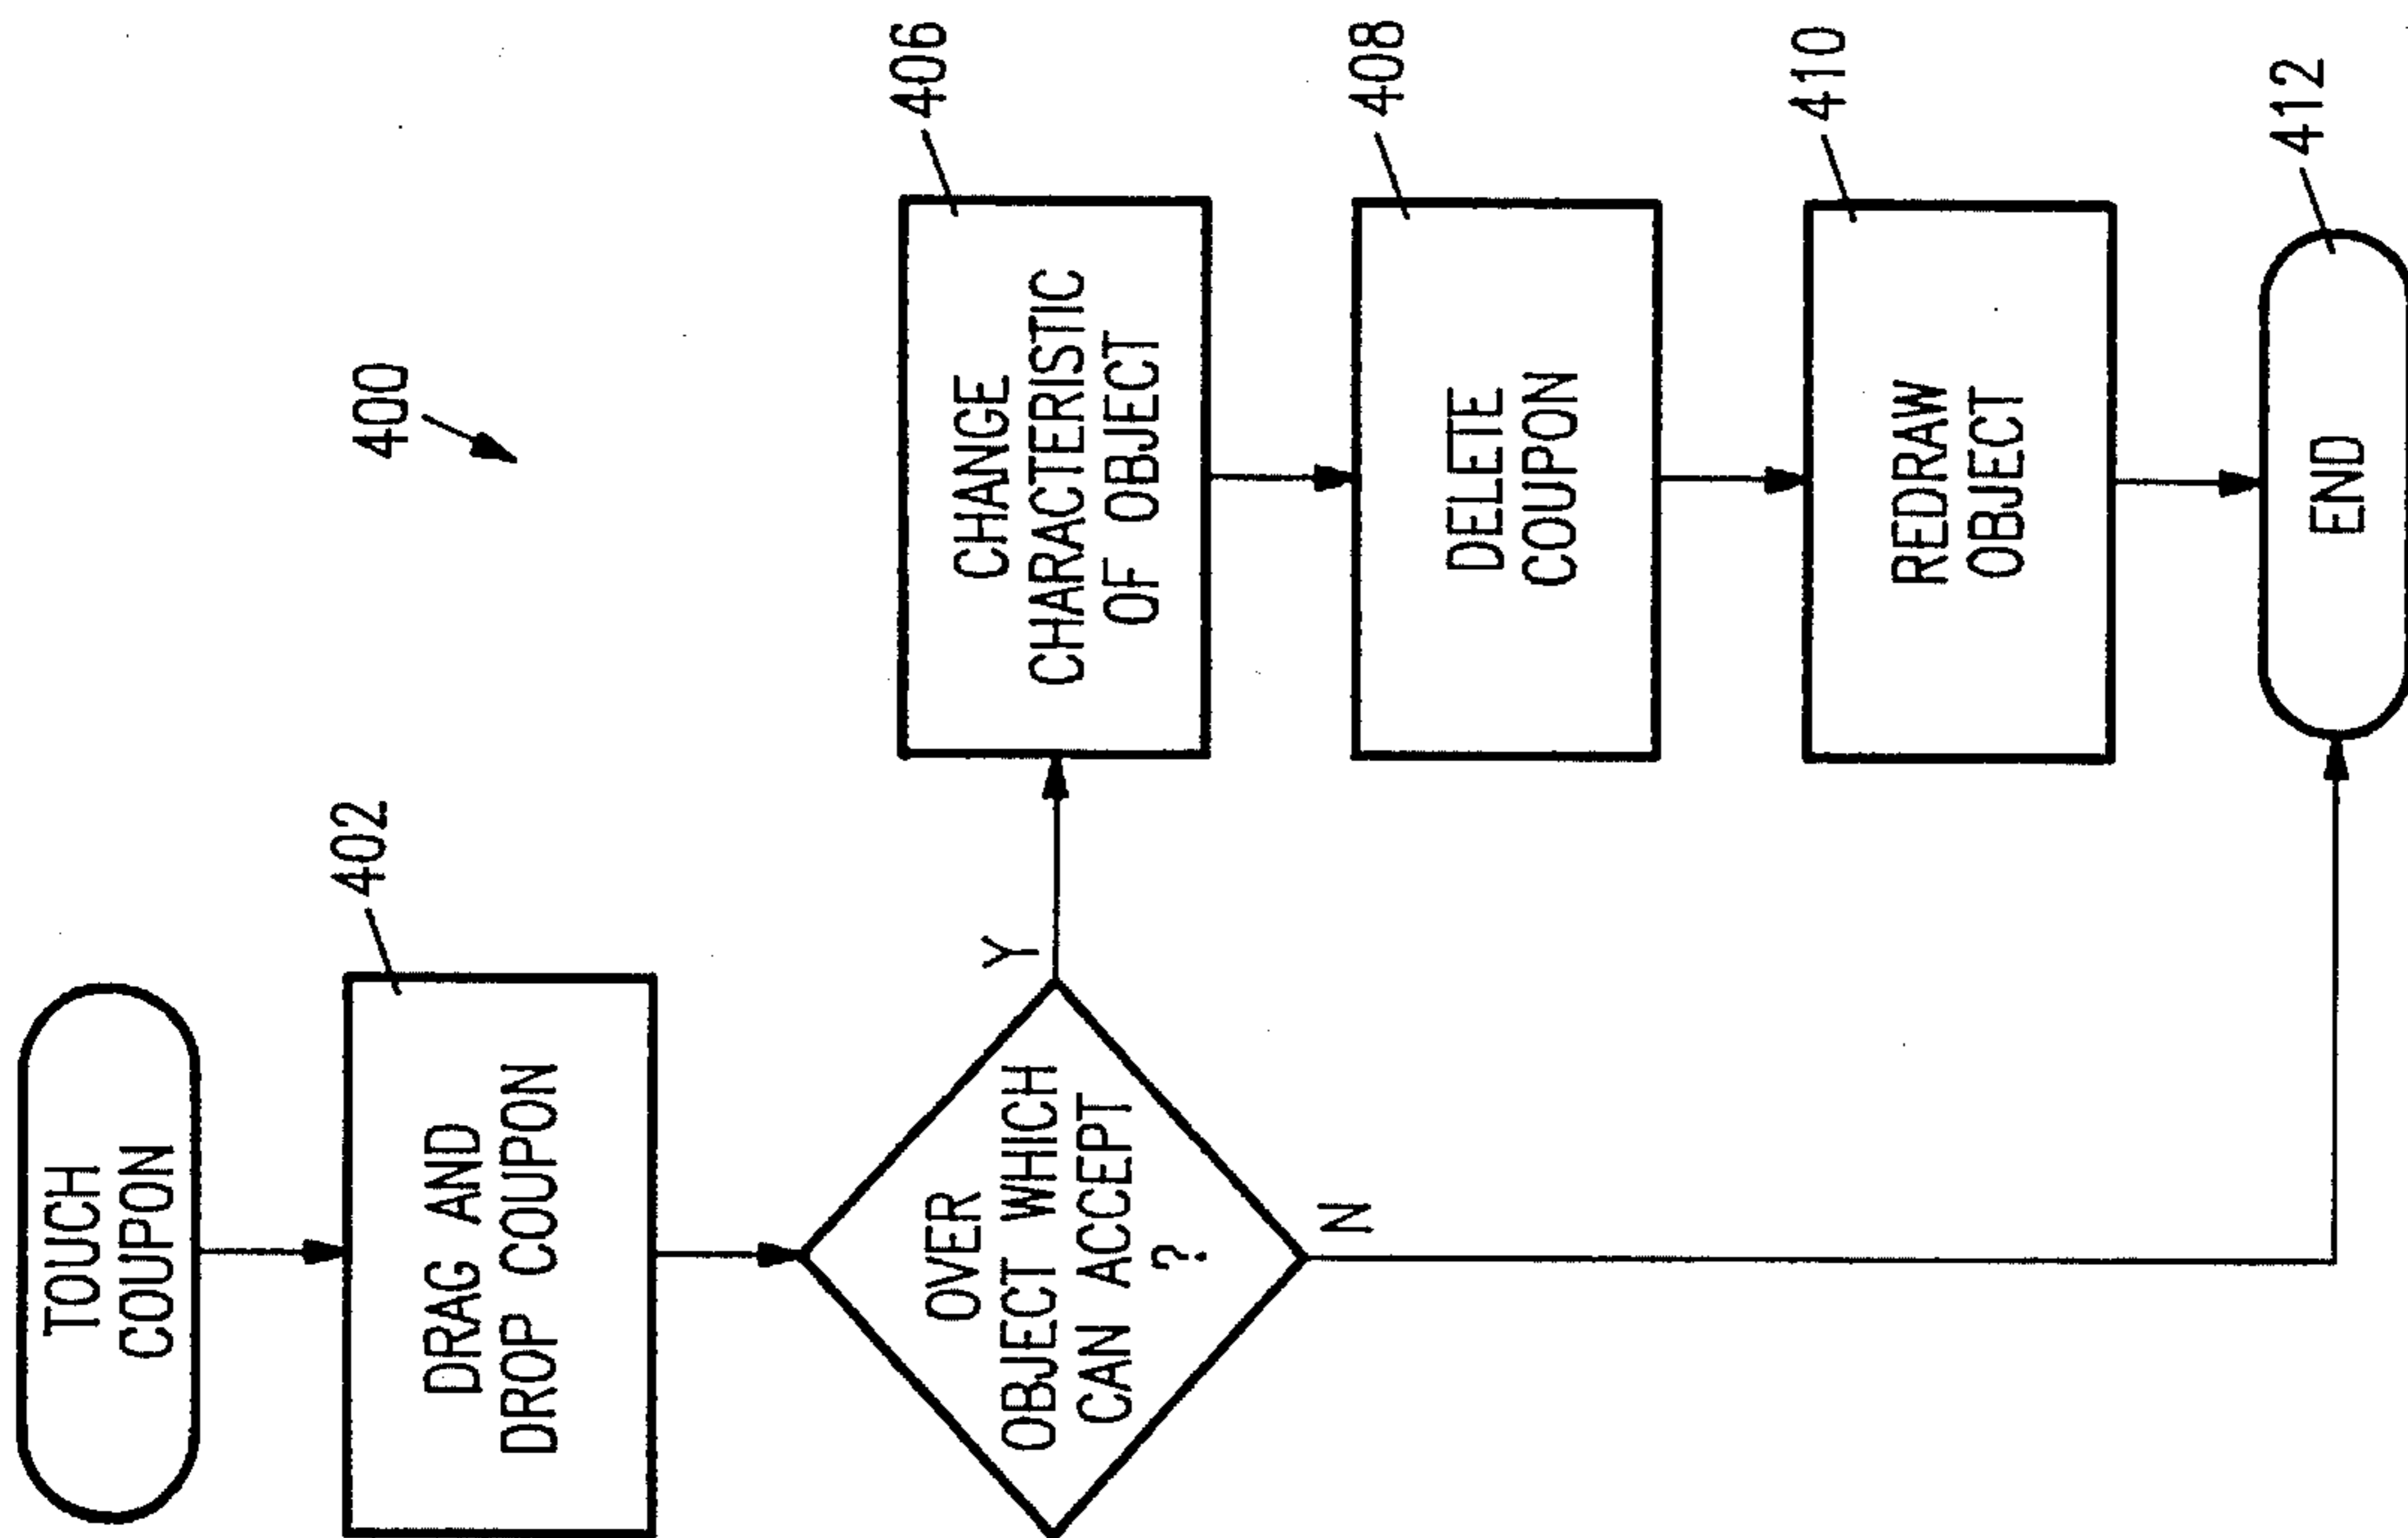 400
TOUCH
COUPON
402
DRAG AND
DROP COUPON
OVER
OBJECT WHICH
CAN ACCEPT
?
Y
N
406
CHANGE
CHARACTERISTIC
OF OBJECT
408
DELETE
COUPON
410
REDRAW
OBJECT
412
END